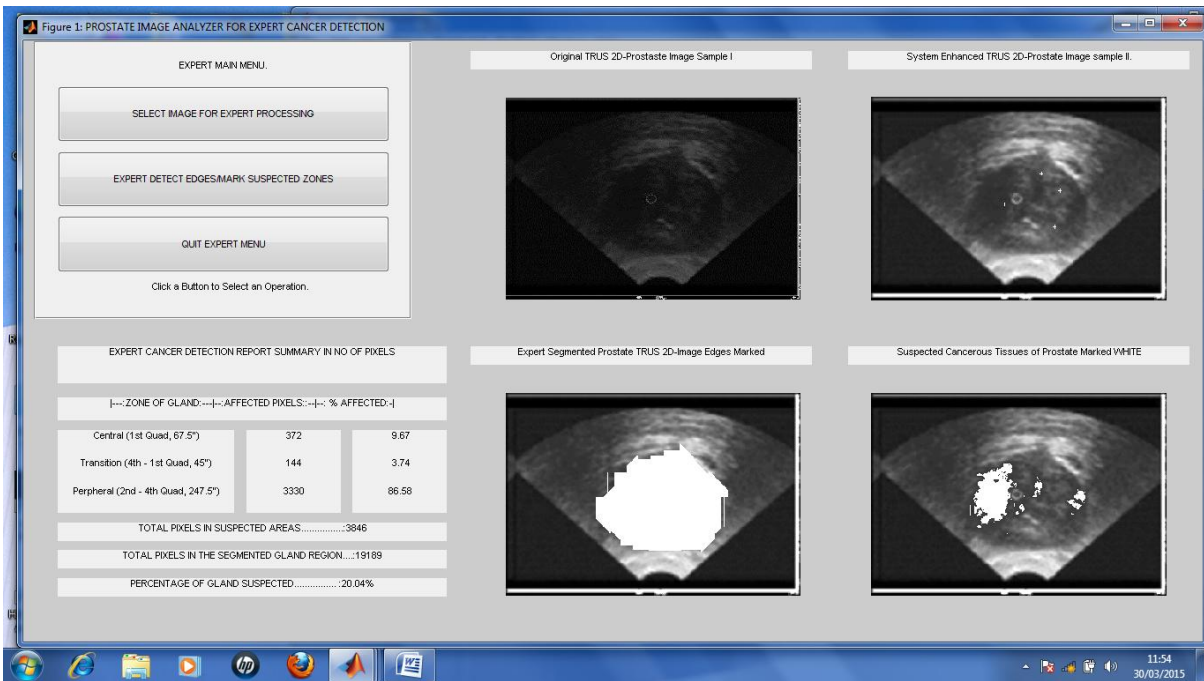 Figure 1: PROSTATE IMAGE ANALYZER FOR EXPERT CANCER DETECTION
EXPERT MAIN MENU.
SELECT IMAGE FOR EXPERT PROCESSING
EXPERT DETECT EDGES/MARK SUSPECTED ZONES
QUIT EXPERT MENU
Click a Button to Select an Operation.
Original TRUS 2D-Prostaste Image Sample I
System Enhanced TRUS 2D-Prostate Image sample II.
EXPERT CANCER DETECTION REPORT SUMMARY IN NO OF PIXELS
|---:ZONE OF GLAND:---|--:AFFECTED PIXELS::--|--: % AFFECTED:-|
Central (1st Quad, 67.5") 372 9.67
Transition (4th - 1st Quad, 45") 144 3.74
Perpheral (2nd - 4th Quad, 247.5") 3330 86.58
TOTAL PIXELS IN SUSPECTED AREAS...............:3846
TOTAL PIXELS IN THE SEGMENTED GLAND REGION....:19189
PERCENTAGE OF GLAND SUSPECTED................ :20.04%
Expert Segmented Prostate TRUS 2D-Image Edges Marked
Suspected Cancerous Tissues of Prostate Marked WHITE
hp
W
11:54
30/03/2015